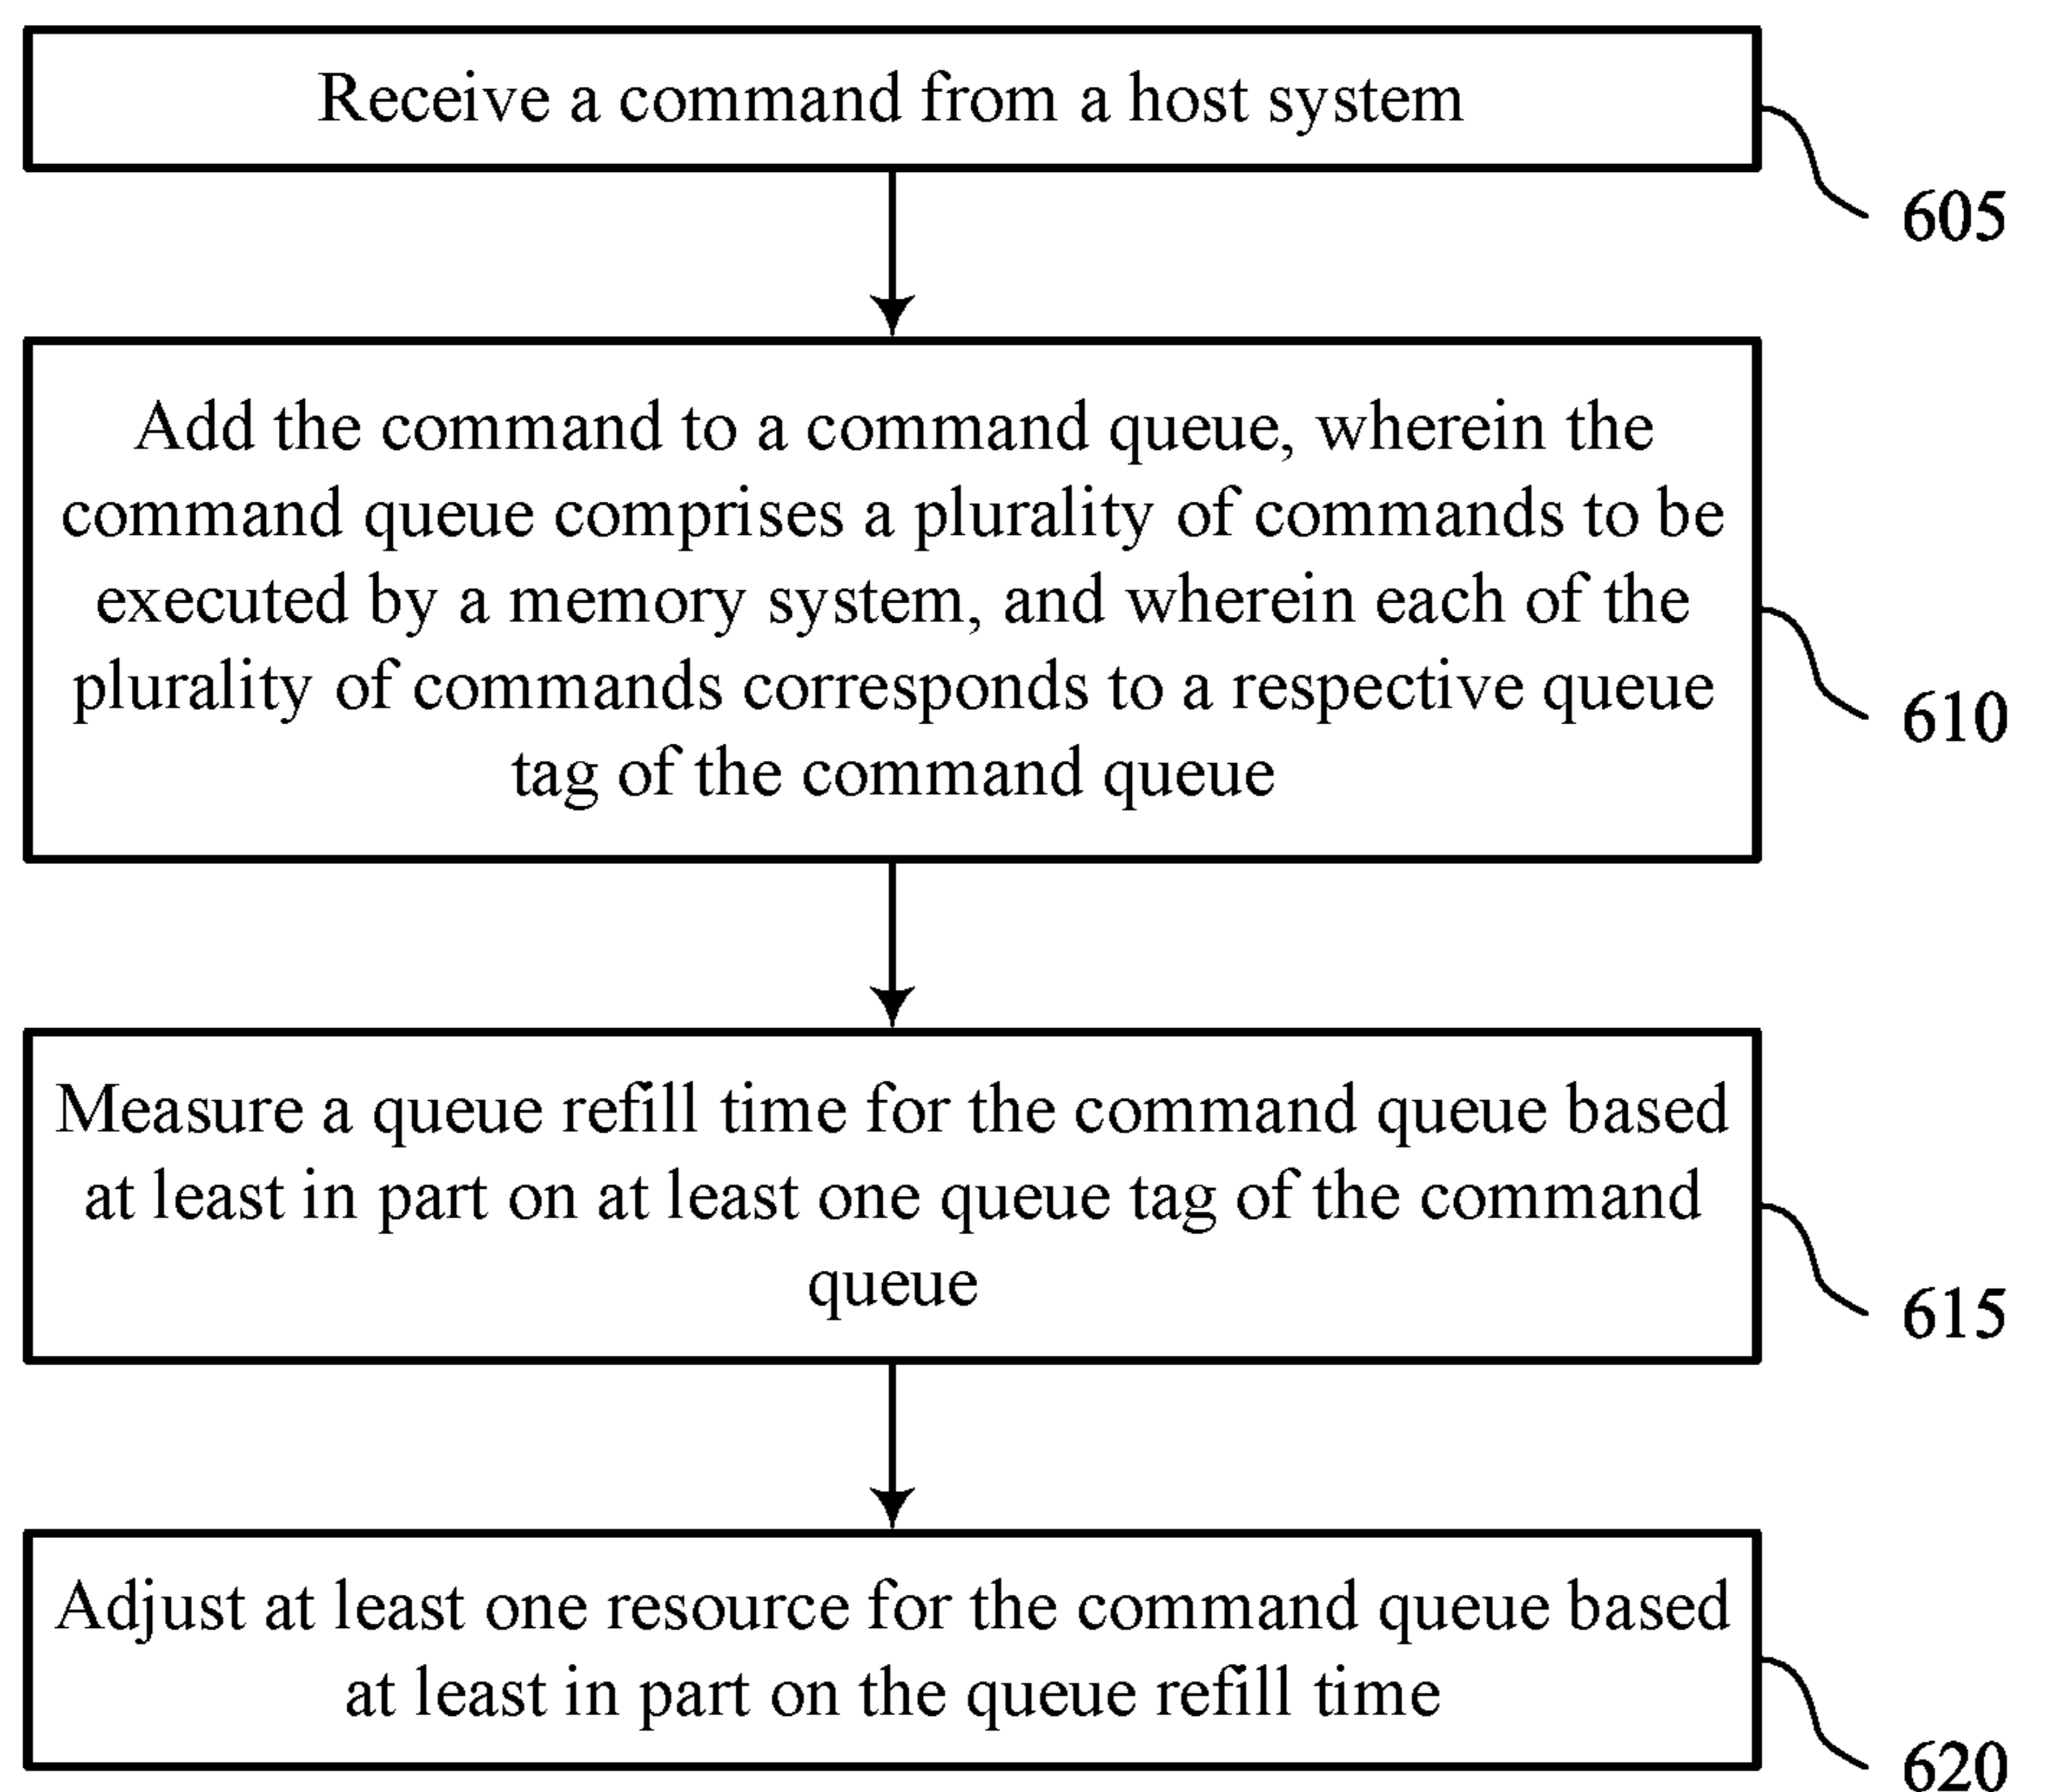 Receive a command from a host system
605
Add the command to a command queue, wherein the
command queue comprises a plurality of commands to be
executed by a memory system, and wherein each of the
plurality of commands corresponds to a respective queue
tag of the command queue
610
Measure a queue refill time for the command queue based
at least in part on at least one queue tag of the command
queue
615
Adjust at least one resource for the command queue based
at least in part on the queue refill time
620